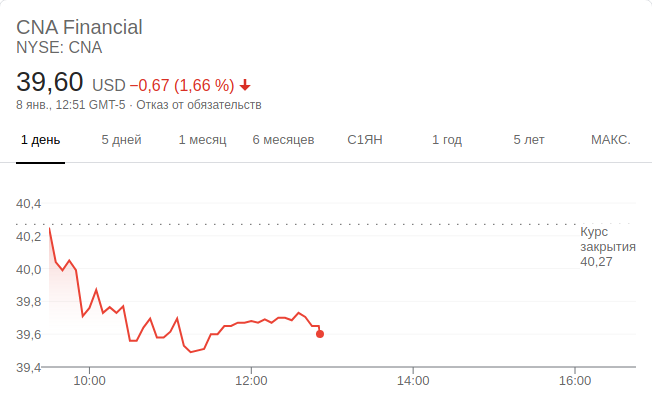 CNA Financial
NYSE: CNA
39,60 USD −0,67 (1,66 %)
8 янв., 12:51 GMT-5 · Отказ от обязательств
1 день 5 дней 1 месяц 6 месяцев С1ЯН 1 год 5 лет МАКС.
40,4
40,2
40,0
39,8
39,6
39,4
Курс
закрытия
40,27
10:00 12:00 14:00 16:00